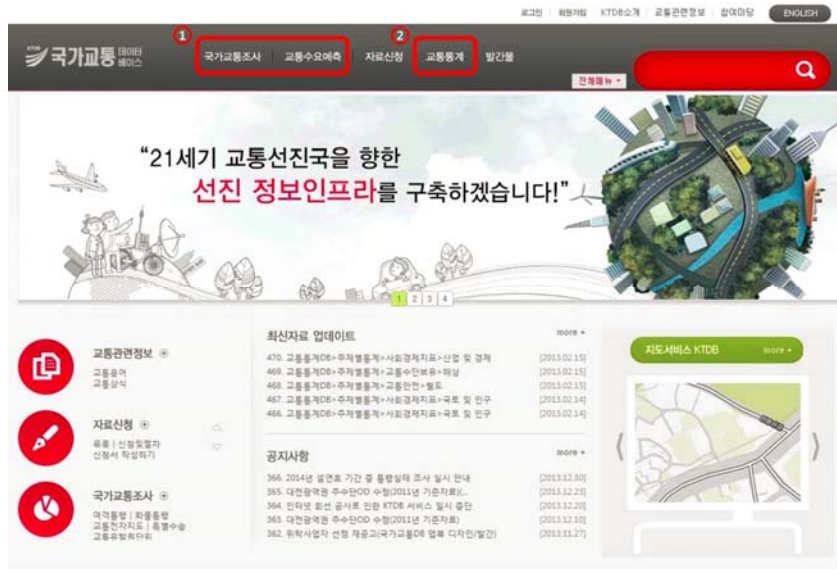 로그인 회원가입 KTDB소개 교통관련정보 참여마당 ENGLISH
① ②
KTDB 국가교통 데이터 베이스
국가교통조사 교통수요예측 자료신청 교통통계 발간물
전체메뉴
“21세기 교통선진국을 향한
선진 정보인프라를 구축하겠습니다!”
1 2 3 4
교통관련정보
교통용어
교통상식
자료신청
목록 | 신청및절차
신청서 작성하기
국가교통조사
여객통행 | 화물통행
교통전자지도 | 특별수송
교통유발원단위
최신자료 업데이트 more +
470. 교통통계DB>주제별통계>사회경제지표>산업 및 경제 [2013.02.15]
469. 교통통계DB>주제별통계>교통수단보유>해상 [2013.02.15]
468. 교통통계DB>주제별통계>교통안전>철도 [2013.02.15]
467. 교통통계DB>주제별통계>사회경제지표>국토 및 인구 [2013.02.14]
466. 교통통계DB>주제별통계>사회경제지표>국토 및 인구 [2013.02.14]
공지사항 more +
366. 2014년 설연휴 기간 중 통행실태 조사 실시 안내 [2013.12.30]
365. 대전광역권 주수단OD 수정(2011년 기준자료)(.. [2013.12.23]
364. 인터넷 회선 공사로 인한 KTDB 서비스 일시 중단 [2013.12.20]
363. 대전광역권 주수단OD 수정(2011년 기준자료) [2013.12.10]
362. 위탁사업자 선정 재공고(국가교통DB 업북 디자인/발간) [2013.11.27]
지도서비스 KTDB more +